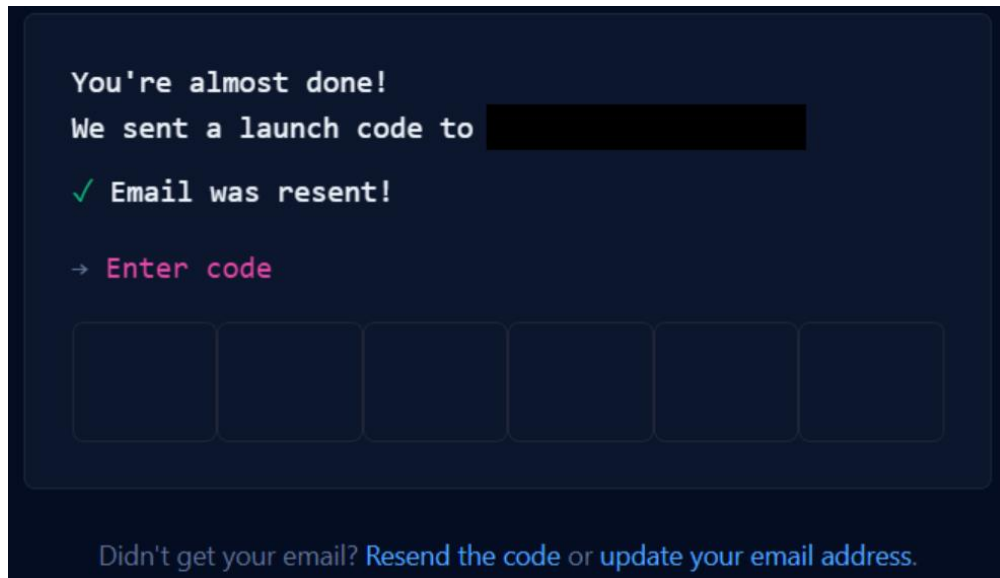 You're almost done!
We sent a launch code to
✓ Email was resent!
→ Enter code
Didn't get your email? Resend the code or update your email address.